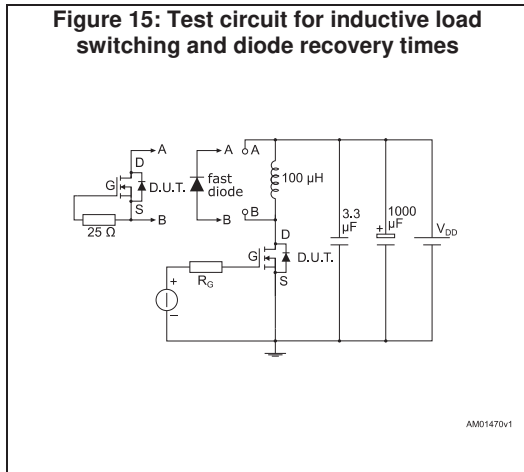 Figure 15: Test circuit for inductive load
switching and diode recovery times
A
D
G
D.U.T.
S
25 Ω
B
A
fast
diode
B
A
B
100 µH
D
G
D.U.T.
S
R_G
+
–
3.3
µF
+
1000
µF
V_DD
AM01470v1